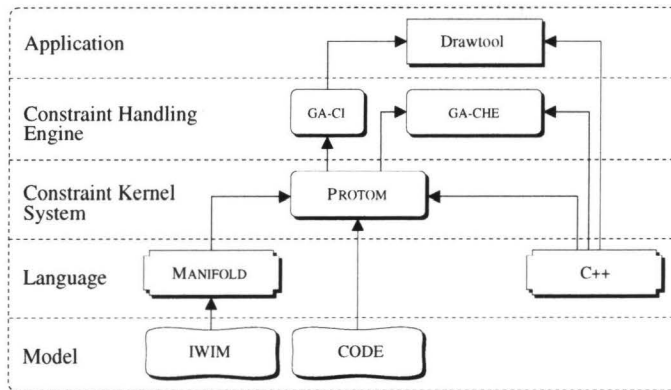 Application
Drawtool
Constraint Handling
Engine
GA-CI
GA-CHE
Constraint Kernel
System
PROTOM
Language
MANIFOLD
C++
Model
IWIM
CODE